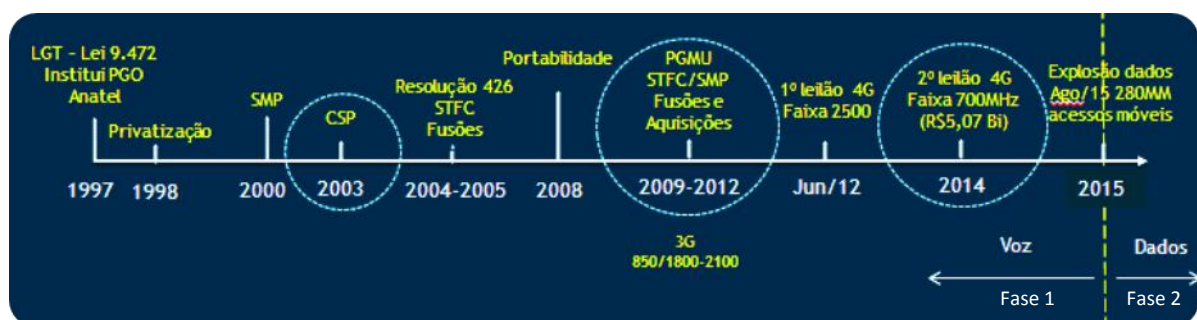 LGT - Lei 9.472
Institui PGO
Anatel
Privatização
SMP
CSP
Resolução 426
STFC
Fusões
Portabilidade
PGMU
STFC/SMP
Fusões e
Aquisições
1º leilão 4G
Faixa 2500
2º leilão 4G
Faixa 700MHz
(R$5,07 Bi)
Explosão dados
Ago/15 280MM
acessos móveis
1997
1998
2000
2003
2004-2005
2008
2009-2012
Jun/12
2014
2015
3G
850/1800-2100
Voz
Dados
Fase 1
Fase 2